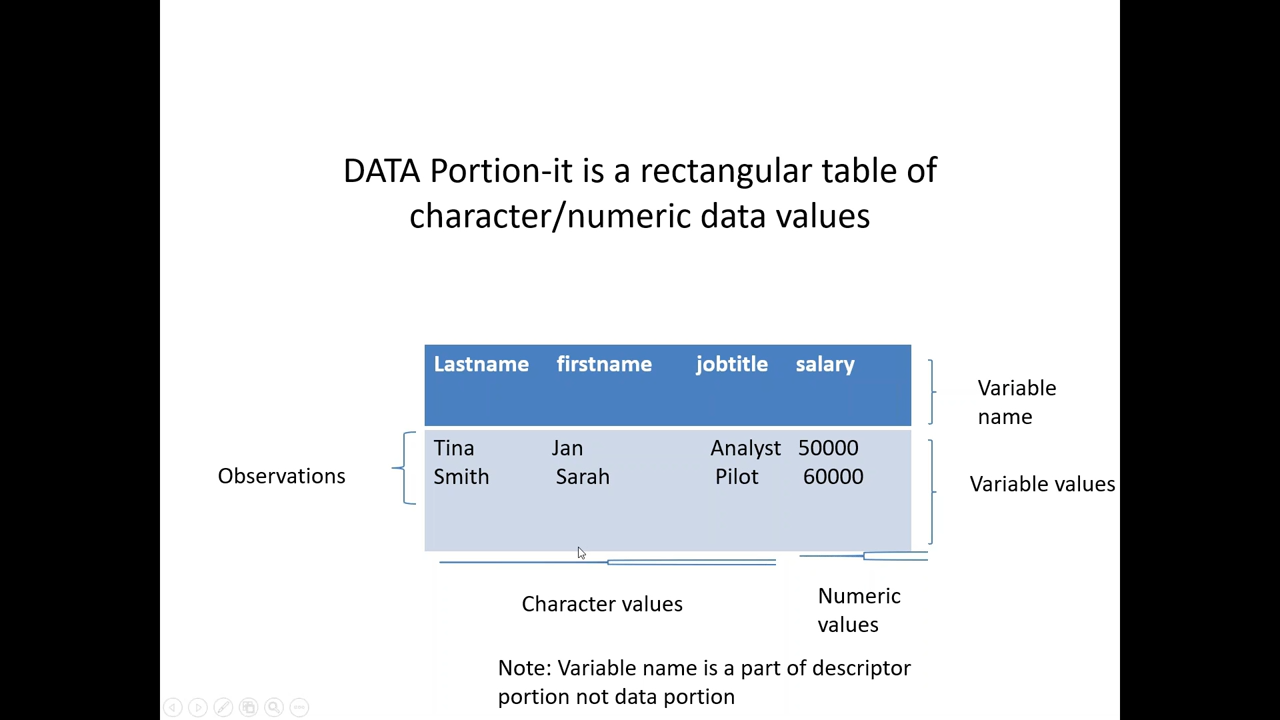 DATA Portion-it is a rectangular table of
character/numeric data values
Lastname firstname jobtitle salary
Variable
name
Tina Jan Analyst 50000
Smith Sarah Pilot 60000
Observations
Variable values
Character values
Numeric
values
Note: Variable name is a part of descriptor
portion not data portion